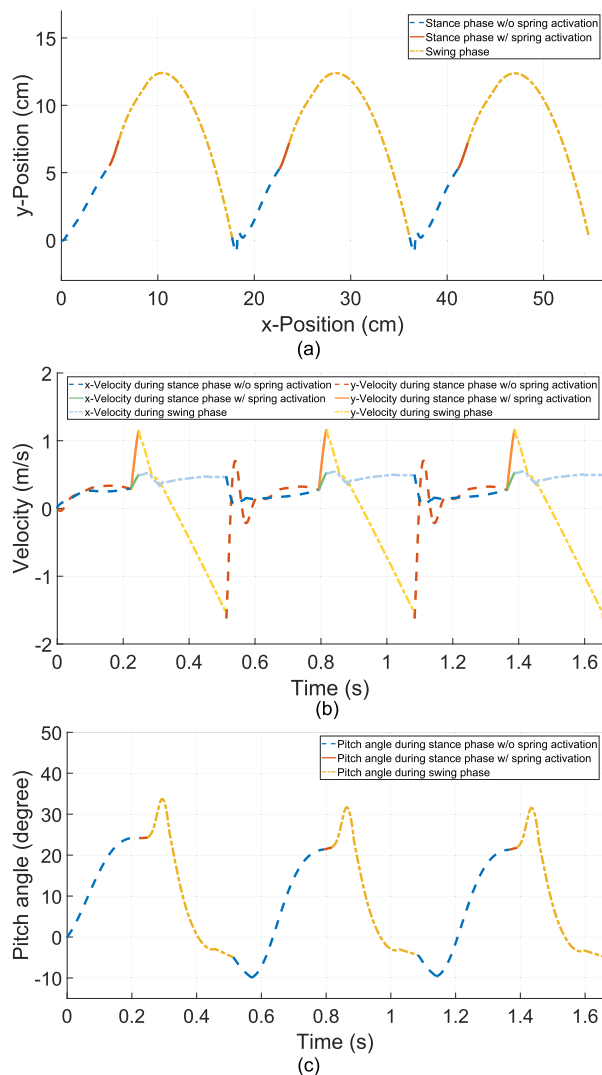 15
10
5
0
y-Position (cm)
Stance phase w/o spring activation
Stance phase w/ spring activation
Swing phase
0 10 20 30 40 50
x-Position (cm)
(a)
2
1
0
-1
-2
Velocity (m/s)
x-Velocity during stance phase w/o spring activation y-Velocity during stance phase w/o spring activation
x-Velocity during stance phase w/ spring activation y-Velocity during stance phase w/ spring activation
x-Velocity during swing phase y-Velocity during swing phase
0 0.2 0.4 0.6 0.8 1 1.2 1.4 1.6
Time (s)
(b)
50
40
30
20
10
0
-10
Pitch angle (degree)
Pitch angle during stance phase w/o spring activation
Pitch angle during stance phase w/ spring activation
Pitch angle during swing phase
0 0.2 0.4 0.6 0.8 1 1.2 1.4 1.6
Time (s)
(c)